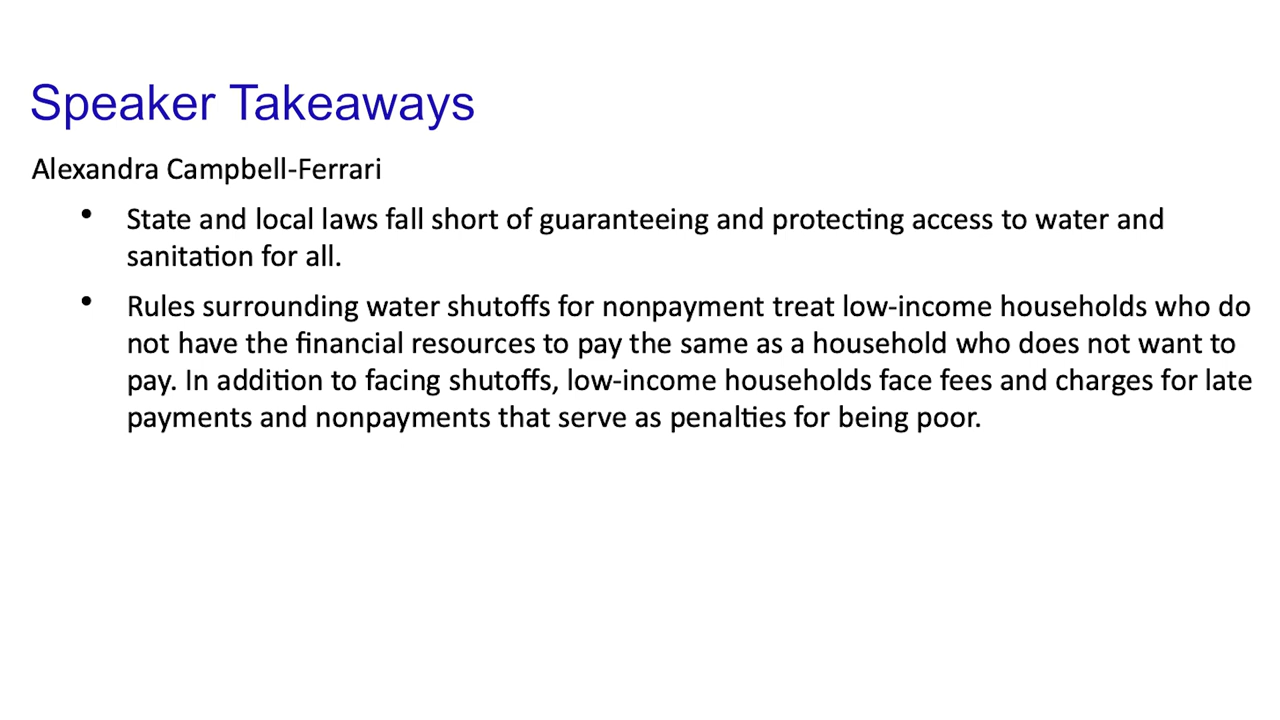 Speaker Takeaways
Alexandra Campbell-Ferrari
• State and local laws fall short of guaranteeing and protecting access to water and
sanitation for all.
• Rules surrounding water shutoffs for nonpayment treat low-income households who do
not have the financial resources to pay the same as a household who does not want to
pay. In addition to facing shutoffs, low-income households face fees and charges for late
payments and nonpayments that serve as penalties for being poor.